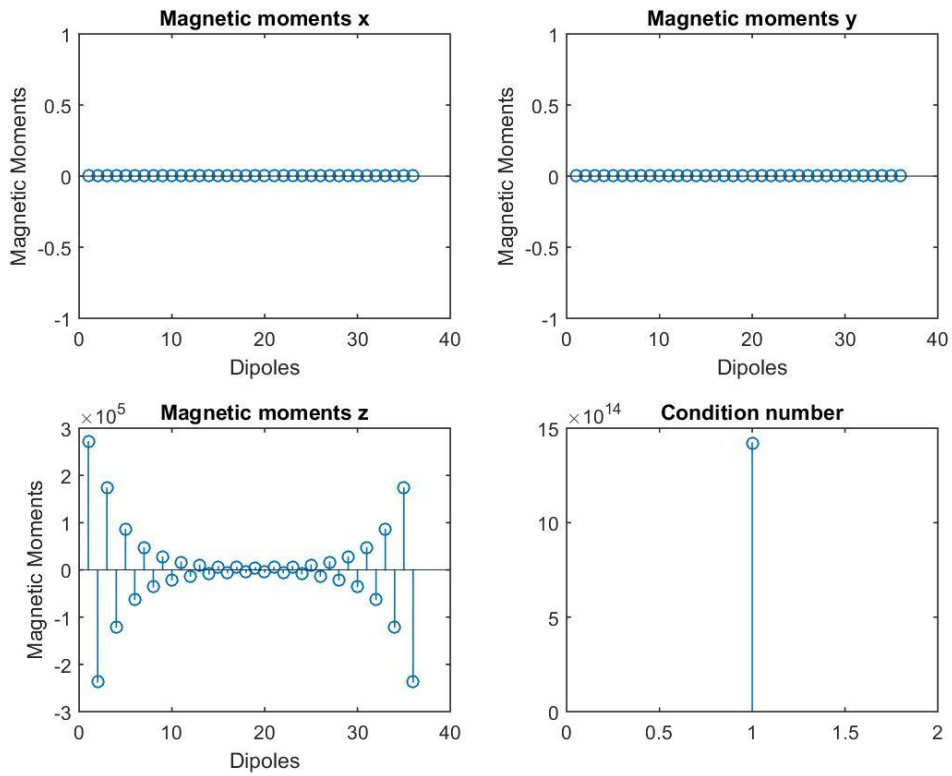 Magnetic moments x
Magnetic Moments
1
0.5
0
-0.5
-1
0 10 20 30 40
Dipoles
Magnetic moments y
Magnetic Moments
1
0.5
0
-0.5
-1
0 10 20 30 40
Dipoles
×10^5
Magnetic moments z
Magnetic Moments
3
2
1
0
-1
-2
-3
0 10 20 30 40
Dipoles
×10^14
Condition number
15
10
5
0
0 0.5 1 1.5 2